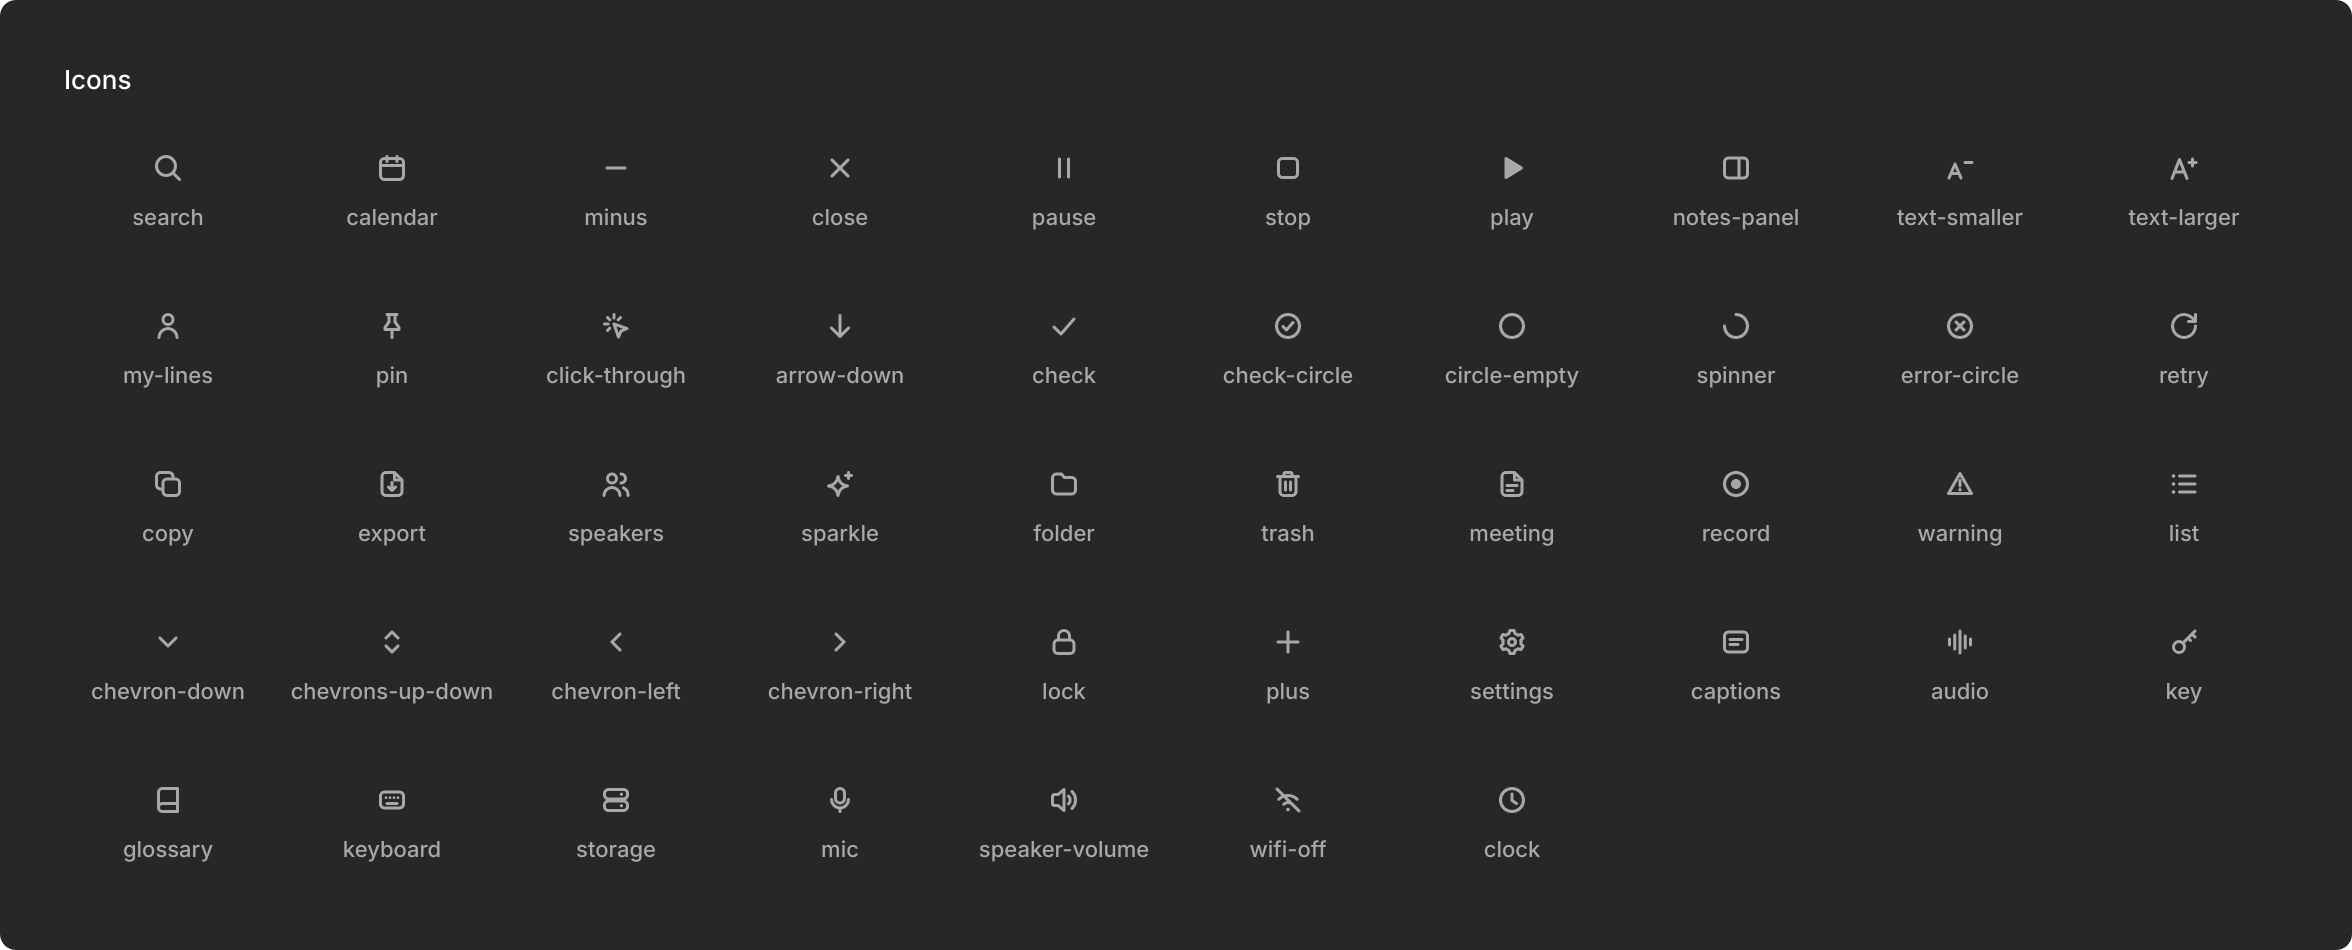 Icons
search calendar minus close pause stop play notes-panel text-smaller text-larger
my-lines pin click-through arrow-down check check-circle circle-empty spinner error-circle retry
copy export speakers sparkle folder trash meeting record warning list
chevron-down chevrons-up-down chevron-left chevron-right lock plus settings captions audio key
glossary keyboard storage mic speaker-volume wifi-off clock